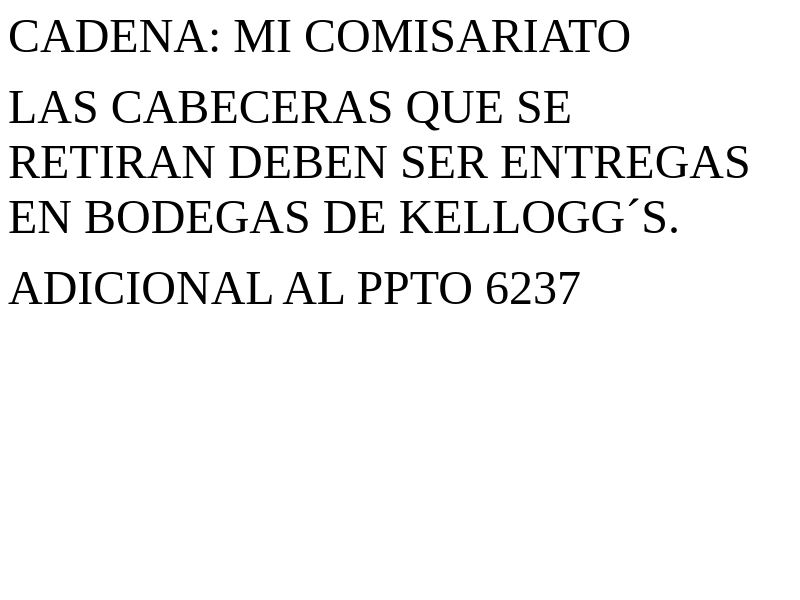 CADENA: MI COMISARIATO
LAS CABECERAS QUE SE
RETIRAN DEBEN SER ENTREGAS
EN BODEGAS DE KELLOGG´S.
ADICIONAL AL PPTO 6237